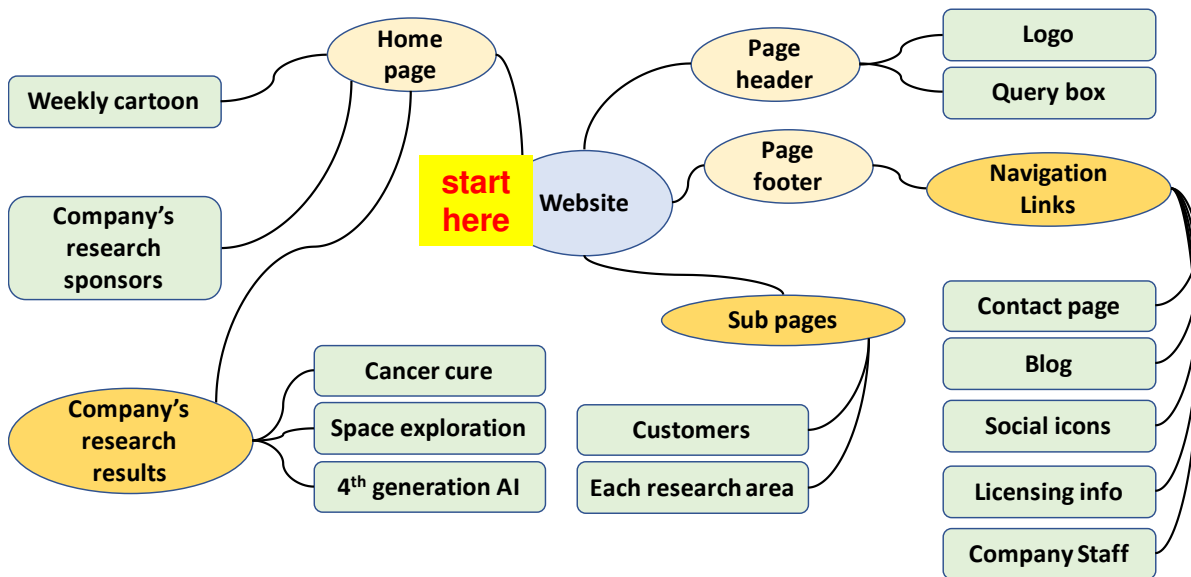 Home
page
Weekly cartoon
Company’s
research
sponsors
Company’s
research
results
Cancer cure
Space exploration
4th generation AI
start
here
Website
Page
header
Logo
Query box
Page
footer
Navigation
Links
Contact page
Blog
Social icons
Licensing info
Company Staff
Sub pages
Customers
Each research area